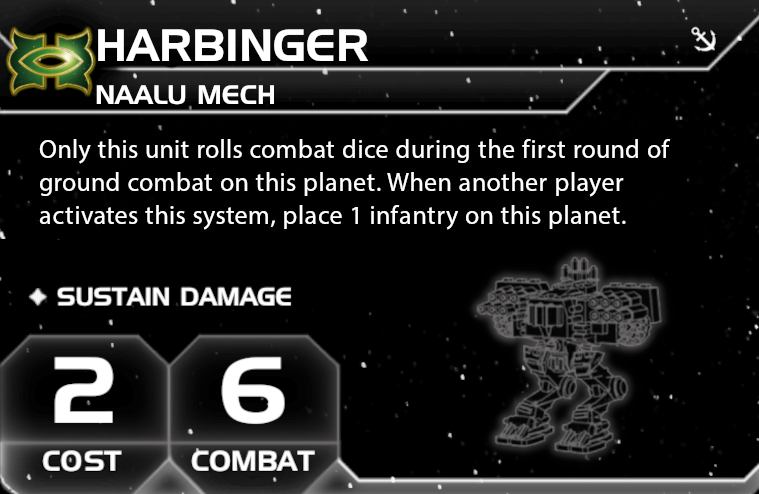 HARBINGER
NAALU MECH
Only this unit rolls combat dice during the first round of
ground combat on this planet. When another player
activates this system, place 1 infantry on this planet.
SUSTAIN DAMAGE
2
COST
6
COMBAT